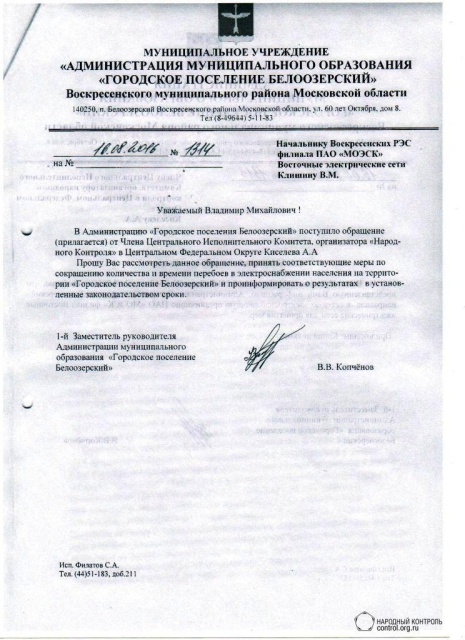 МУНИЦИПАЛЬНОЕ УЧРЕЖДЕНИЕ
«АДМИНИСТРАЦИЯ МУНИЦИПАЛЬНОГО ОБРАЗОВАНИЯ
«ГОРОДСКОЕ ПОСЕЛЕНИЕ БЕЛООЗЕРСКИЙ»
Воскресенского муниципального района Московской области
140250, п. Белоозерский Воскресенского района Московской области, ул. 60 лет Октября, дом 8.
Тел (8-49644) 5-11-83
18.08.2016 № 1314
на №
Начальнику Воскресенских РЭС
филиала ПАО «МОЭСК»
Восточные электрические сети
Клишину В.М.
Уважаемый Владимир Михайлович !
В Администрацию «Городское поселения Белоозерский» поступило обращение
(прилагается) от Члена Центрального Исполнительного Комитета, организатора «Народ-
ного Контроля» в Центральном Федеральном Округе Киселева А.А
Прошу Вас рассмотреть данное обращение, принять соответствующие меры по
сокращению количества и времени перебоев в электроснабжении населения на террито-
рии «Городское поселение Белоозерский» и проинформировать о результатах в установ-
ленные законодательством сроки.
1-й Заместитель руководителя
Администрации муниципального
образования «Городское поселение
Белоозерский»
В.В. Копчёнов
Исп. Филатов С.А.
Тел. (44)51-183, доб.211
НАРОДНЫЙ КОНТРОЛЬ
control.org.ru